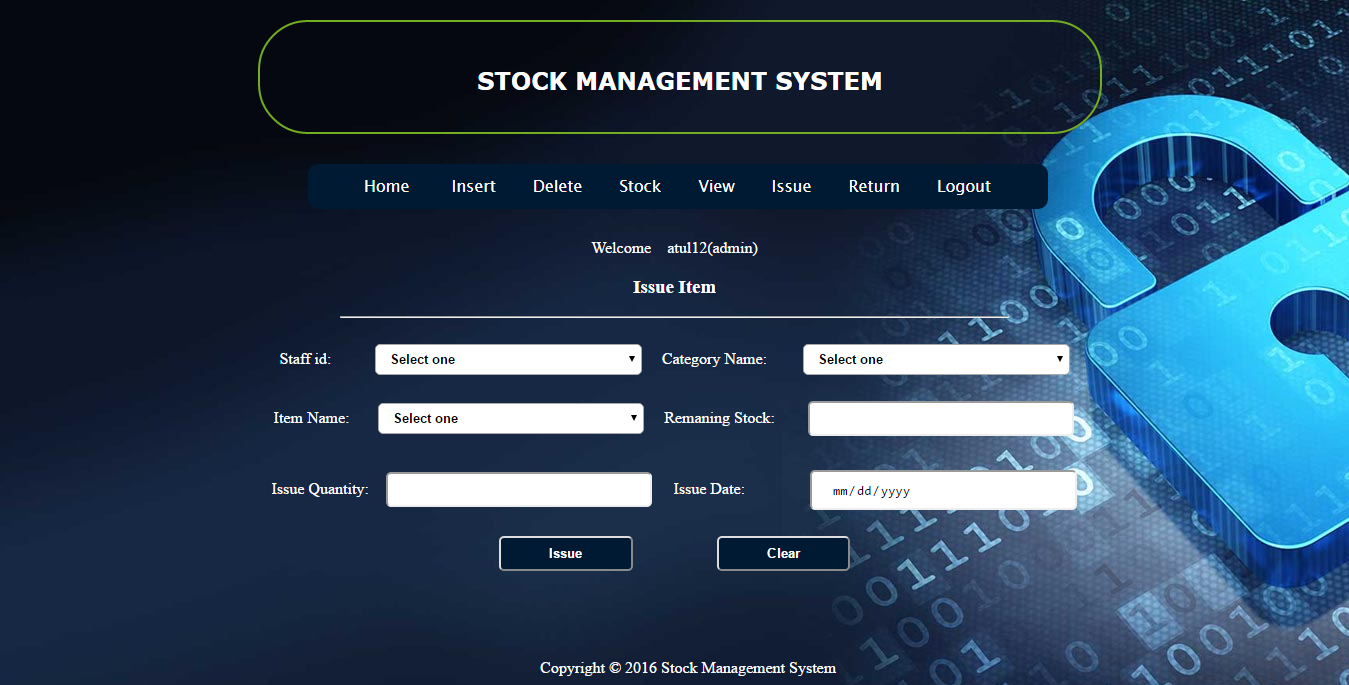 STOCK MANAGEMENT SYSTEM
Home Insert Delete Stock View Issue Return Logout
Welcome atul12(admin)
Issue Item
Staff id: Select one Category Name: Select one
Item Name: Select one Remaning Stock:
Issue Quantity: Issue Date: mm/dd/yyyy
Issue Clear
Copyright © 2016 Stock Management System